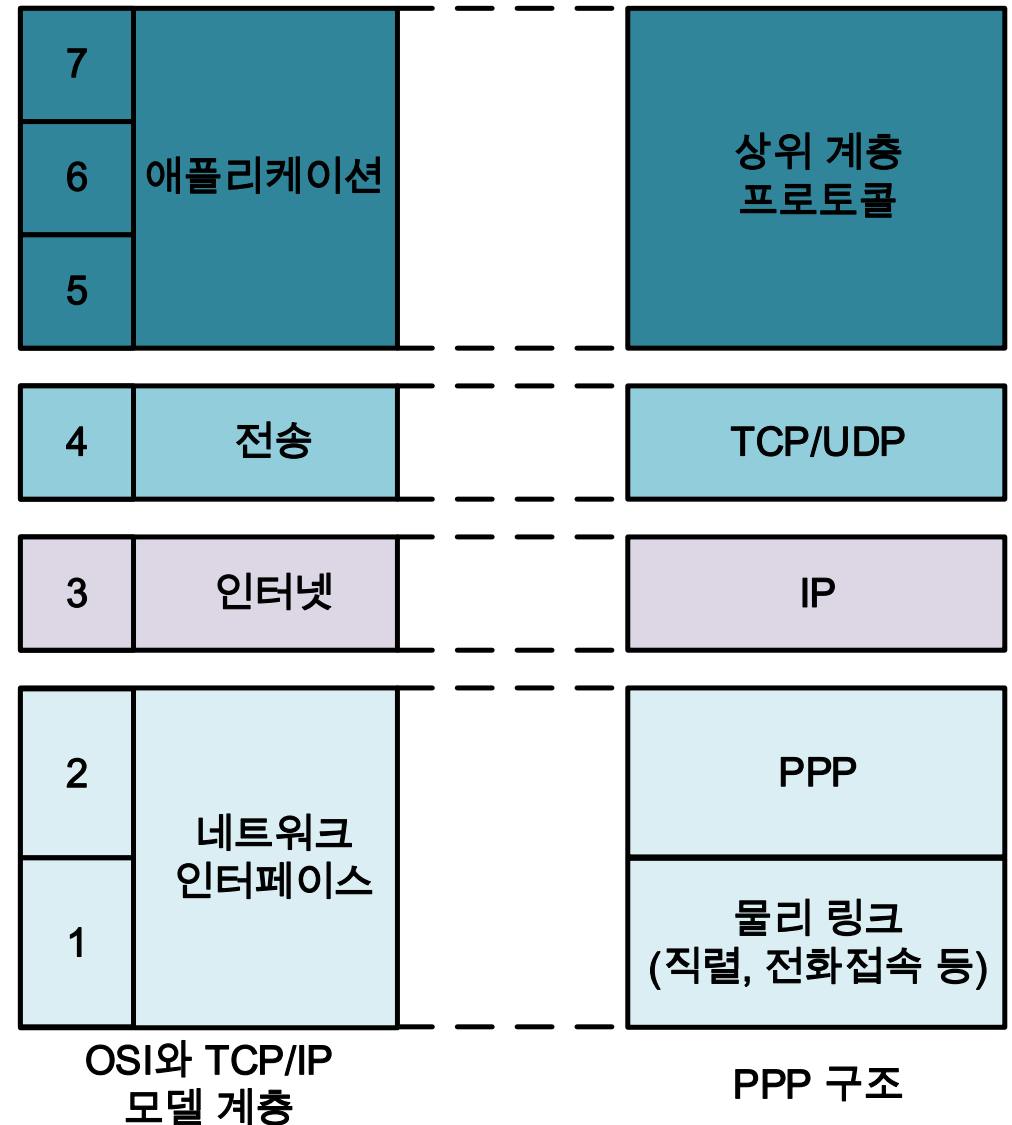 7
6
5
애플리케이션
상위 계층
프로토콜
4
전송
TCP/UDP
3
인터넷
IP
2
1
네트워크
인터페이스
PPP
물리 링크
(직렬, 전화접속 등)
OSI와 TCP/IP
모델 계층
PPP 구조